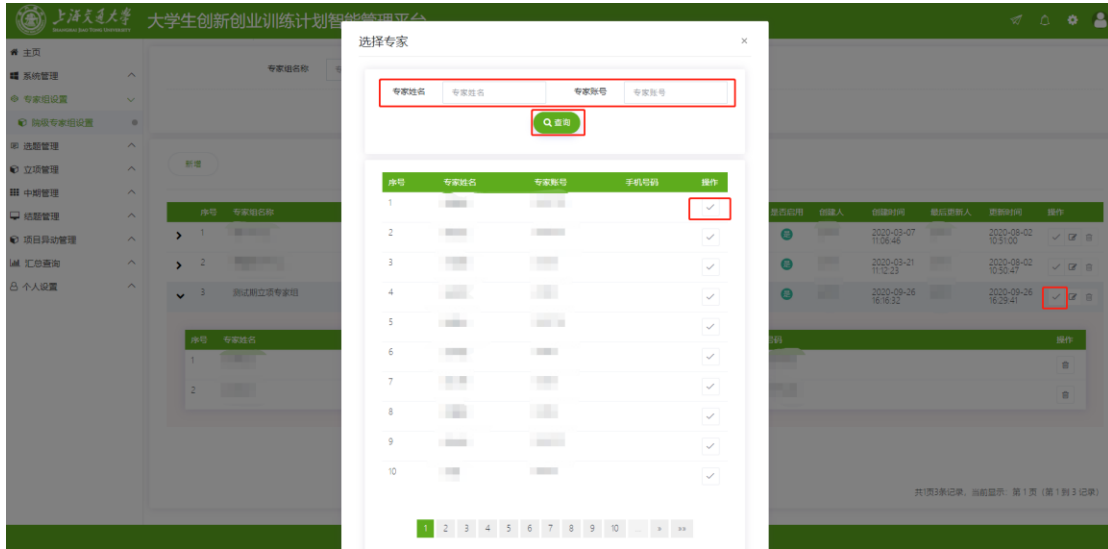 上海交通大学
SHANGHAI JIAO TONG UNIVERSITY
大学生创新创业训练计划智能管理平台
主页
系统管理
专家组设置
院级专家组设置
选题管理
立项管理
中期管理
结题管理
项目异动管理
汇总查询
个人设置
专家组名称
新增
序号 专家组名称 是否启用 创建人 创建时间 最后更新人 更新时间 操作
1 是 2020-03-07 11:06:46 2020-08-02 10:51:00
2 是 2020-03-21 11:12:23 2020-08-02 10:50:47
3 测试期立项专家组 是 2020-09-26 16:16:32 2020-09-26 16:29:41
序号 专家姓名 号码 操作
1
2
共1页3条记录，当前显示：第 1 页（第 1 到 3 记录）
选择专家 ×
专家姓名 专家姓名 专家账号 专家账号
查询
序号 专家姓名 专家账号 手机号码 操作
1
2
3
4
5
6
7
8
9
10
1 2 3 4 5 6 7 8 9 10 ... » »»